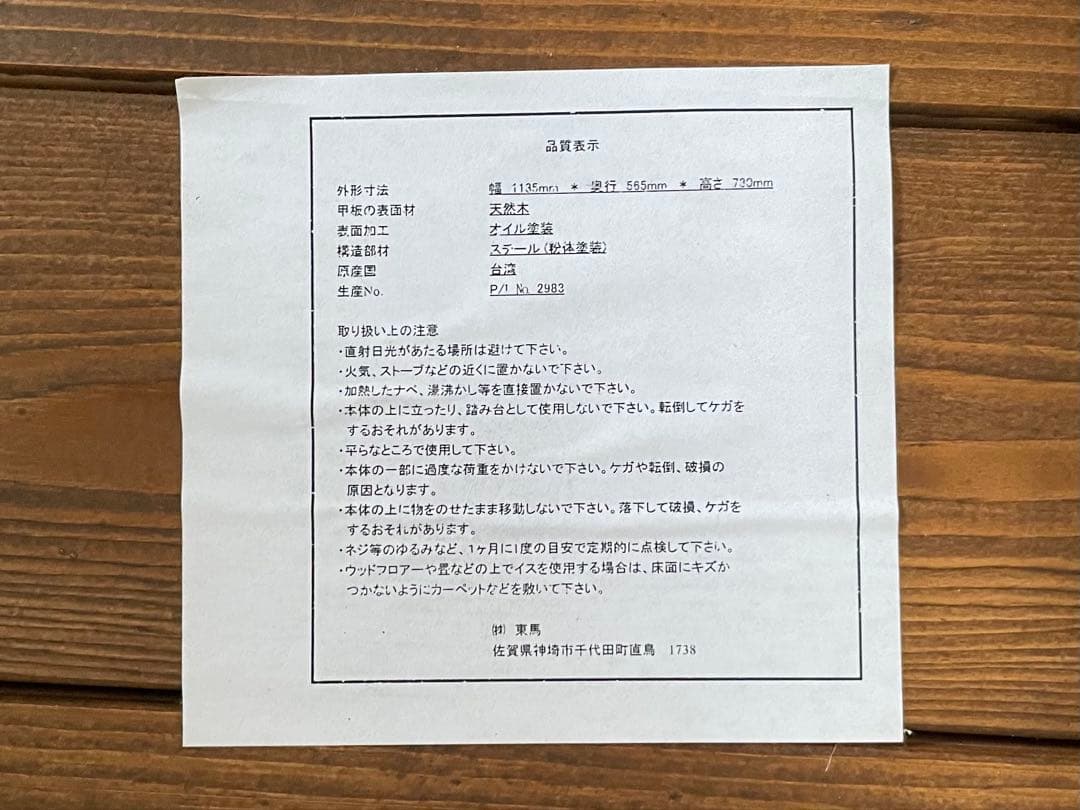 品質表示
外形寸法 幅 1135mm * 奥行 565mm * 高さ 730mm
甲板の表面材 天然木
表面加工 オイル塗装
構造部材 スチール(粉体塗装)
原産国 台湾
生産No. P/I No. 2983
取り扱い上の注意
・直射日光があたる場所は避けて下さい。
・火気、ストーブなどの近くに置かないで下さい。
・加熱したナベ、湯沸かし等を直接置かないで下さい。
・本体の上に立ったり、踏み台として使用しないで下さい。転倒してケガを
するおそれがあります。
・平らなところで使用して下さい。
・本体の一部に過度な荷重をかけないで下さい。ケガや転倒、破損の
原因となります。
・本体の上に物をのせたまま移動しないで下さい。落下して破損、ケガを
するおそれがあります。
・ネジ等のゆるみなど、1ヶ月に1度の目安で定期的に点検して下さい。
・ウッドフロアーや畳などの上でイスを使用する場合は、床面にキズが
つかないようにカーペットなどを敷いて下さい。
㈱ 東馬
佐賀県神埼市千代田町直鳥 1738